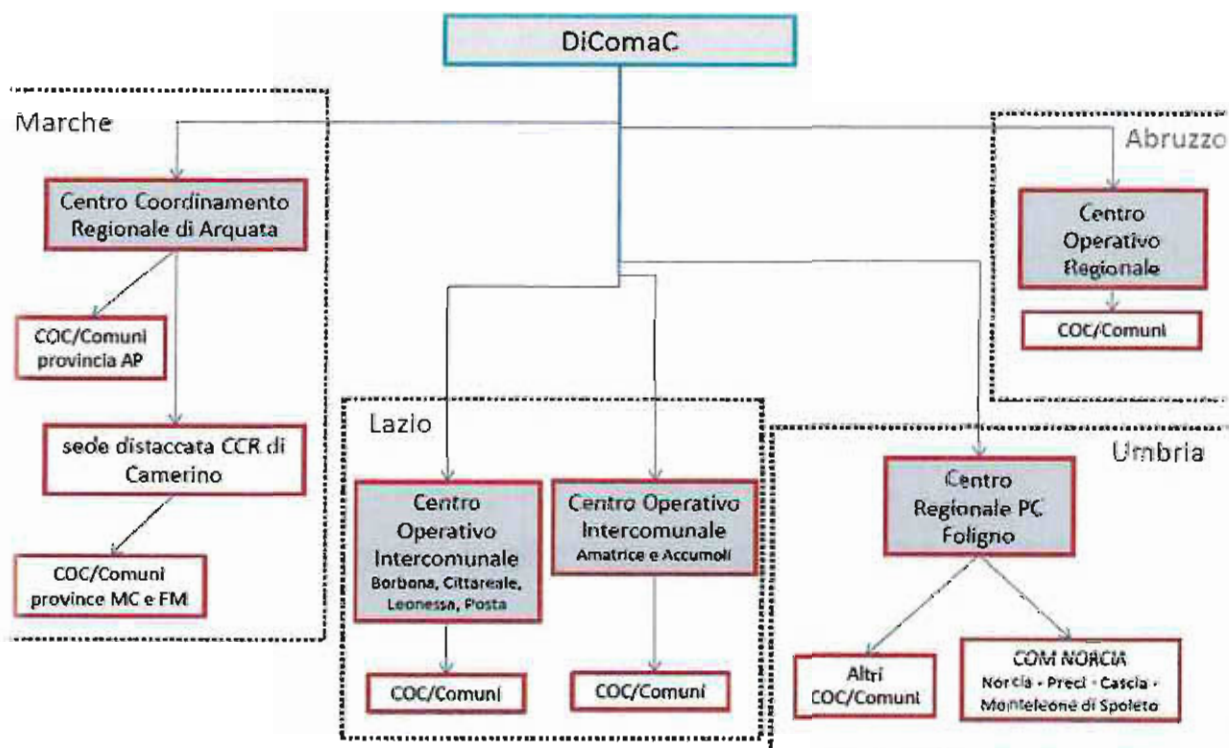 DiComaC
Marche
Centro Coordinamento
Regionale di Arquata
COC/Comuni
provincia AP
sede distaccata CCR di
Camerino
COC/Comuni
province MC e FM
Lazio
Centro
Operativo
Intercomunale
Borbona, Cittareale,
Leonessa, Posta
COC/Comuni
Centro Operativo
Intercomunale
Amatrice e Accumoli
COC/Comuni
Abruzzo
Centro
Operativo
Regionale
COC/Comuni
Umbria
Centro
Regionale PC
Foligno
Altri
COC/Comuni
COM NORCIA
Norcia - Preci - Cascia -
Monteleone di Spoleto